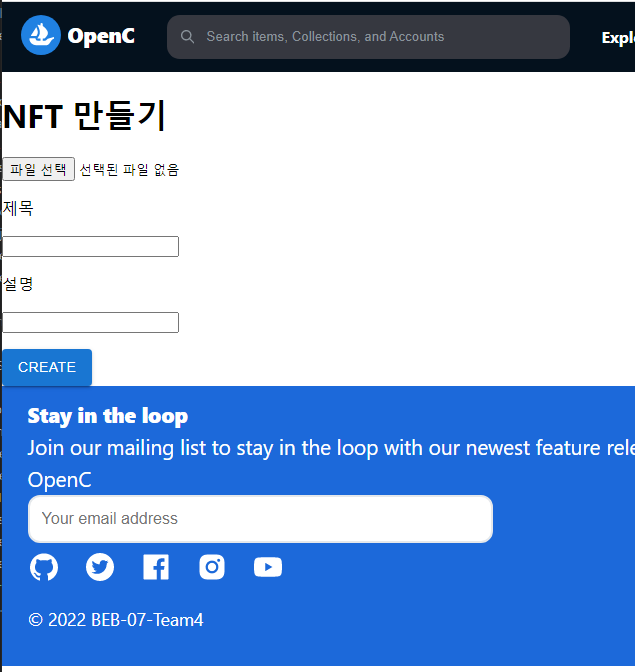 OpenC
Search items, Collections, and Accounts
Expl
NFT 만들기
파일 선택 선택된 파일 없음
제목
설명
CREATE
Stay in the loop
Join our mailing list to stay in the loop with our newest feature rele
OpenC
Your email address
© 2022 BEB-07-Team4